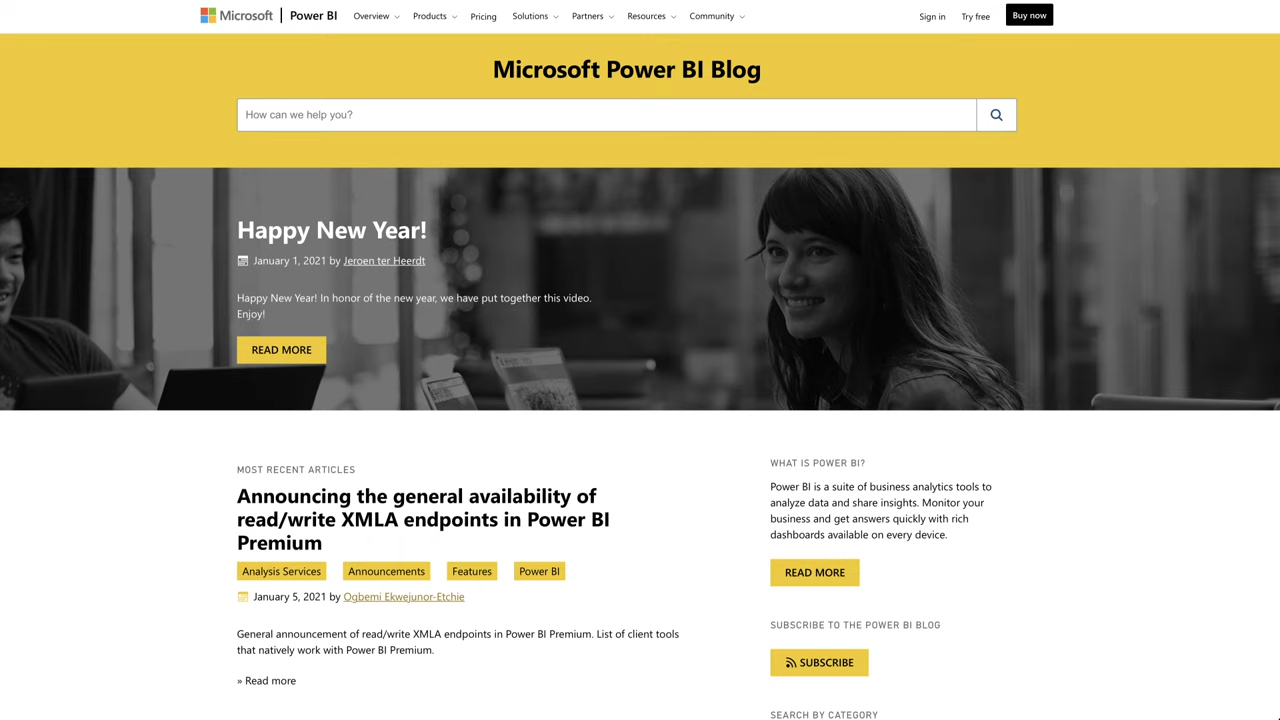 Microsoft Power BI Overview Products Pricing Solutions Partners Resources Community Sign in Try free Buy now
Microsoft Power BI Blog
How can we help you?
Happy New Year!
January 1, 2021 by Jeroen ter Heerdt
Happy New Year! In honor of the new year, we have put together this video.
Enjoy!
READ MORE
MOST RECENT ARTICLES
Announcing the general availability of
read/write XMLA endpoints in Power BI
Premium
Analysis Services Announcements Features Power BI
January 5, 2021 by Ogbemi Ekwejunor-Etchie
General announcement of read/write XMLA endpoints in Power BI Premium. List of client tools
that natively work with Power BI Premium.
» Read more
WHAT IS POWER BI?
Power BI is a suite of business analytics tools to
analyze data and share insights. Monitor your
business and get answers quickly with rich
dashboards available on every device.
READ MORE
SUBSCRIBE TO THE POWER BI BLOG
SUBSCRIBE
SEARCH BY CATEGORY